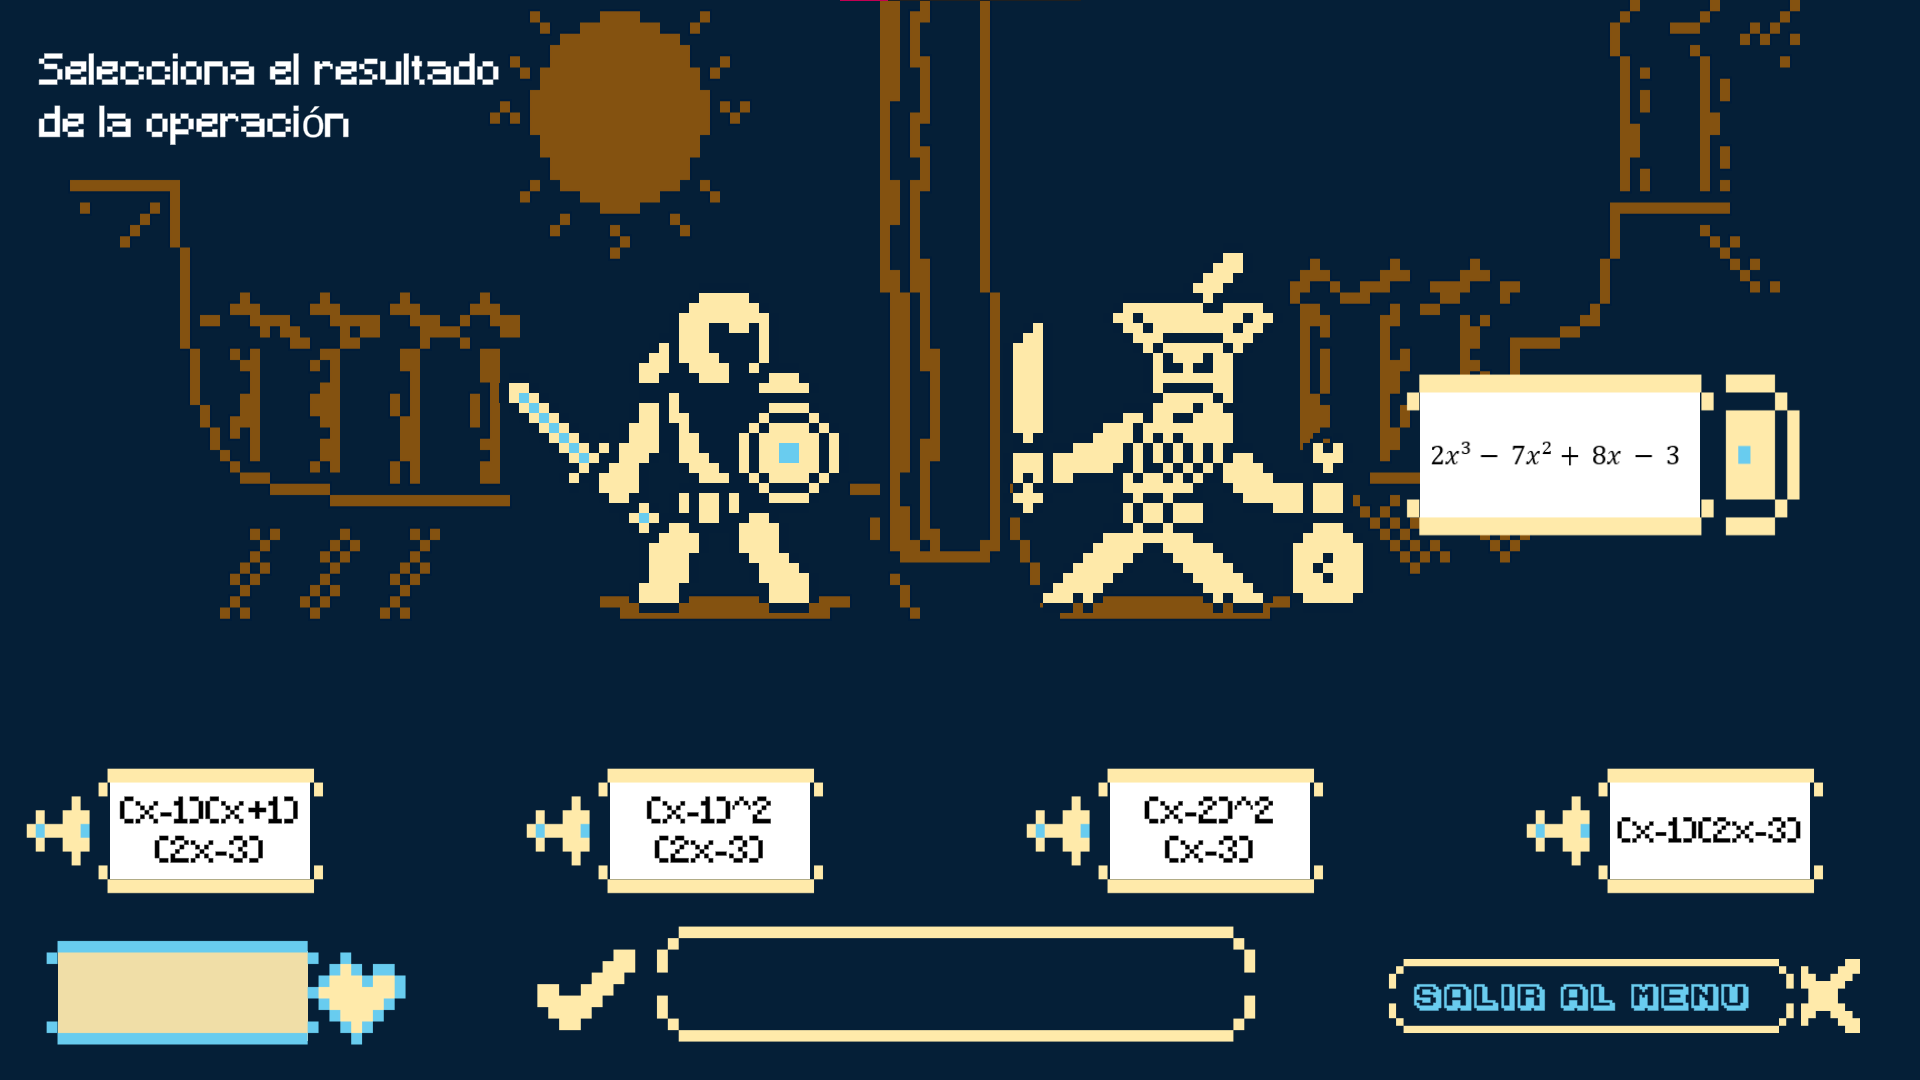 Selecciona el resultado
de la operación
2x³ − 7x² + 8x − 3
(x-1)(x+1)
(2x-3)
(x-1)^2
(2x-3)
(x-2)^2
(x-3)
(x-1)(2x-3)
SALIR AL MENU